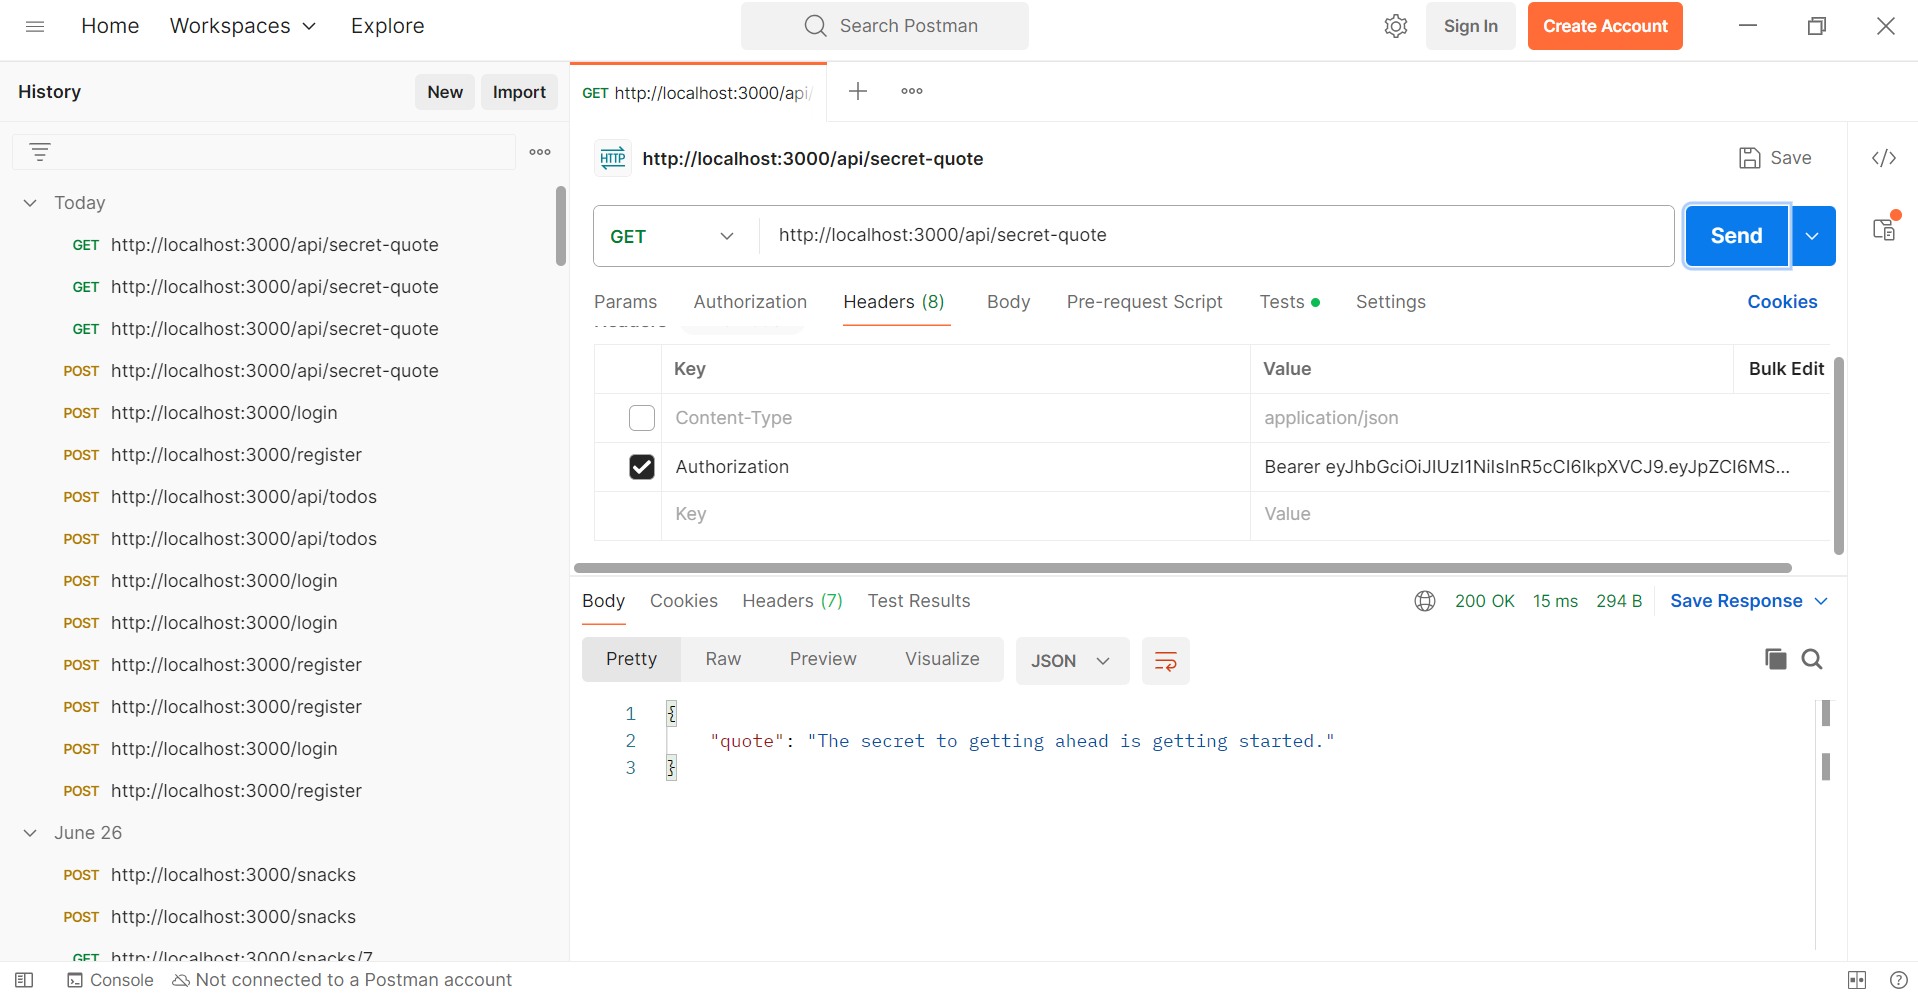 Home Workspaces Explore Search Postman Sign In Create Account
History New Import
GET http://localhost:3000/api/
HTTP http://localhost:3000/api/secret-quote Save
Today
GET http://localhost:3000/api/secret-quote
GET http://localhost:3000/api/secret-quote
GET http://localhost:3000/api/secret-quote
POST http://localhost:3000/api/secret-quote
POST http://localhost:3000/login
POST http://localhost:3000/register
POST http://localhost:3000/api/todos
POST http://localhost:3000/api/todos
POST http://localhost:3000/login
POST http://localhost:3000/login
POST http://localhost:3000/register
POST http://localhost:3000/register
POST http://localhost:3000/login
POST http://localhost:3000/register
June 26
POST http://localhost:3000/snacks
POST http://localhost:3000/snacks
GET http://localhost:3000/snacks/7
GET http://localhost:3000/api/secret-quote Send
Params Authorization Headers (8) Body Pre-request Script Tests Settings Cookies
Headers
Key Value Bulk Edit
Content-Type application/json
Authorization Bearer eyJhbGciOiJIUzI1NiIsInR5cCI6IkpXVCJ9.eyJpZCI6MS...
Key Value
Body Cookies Headers (7) Test Results 200 OK 15 ms 294 B Save Response
Pretty Raw Preview Visualize JSON
1 {
2 "quote": "The secret to getting ahead is getting started."
3 }
Console Not connected to a Postman account